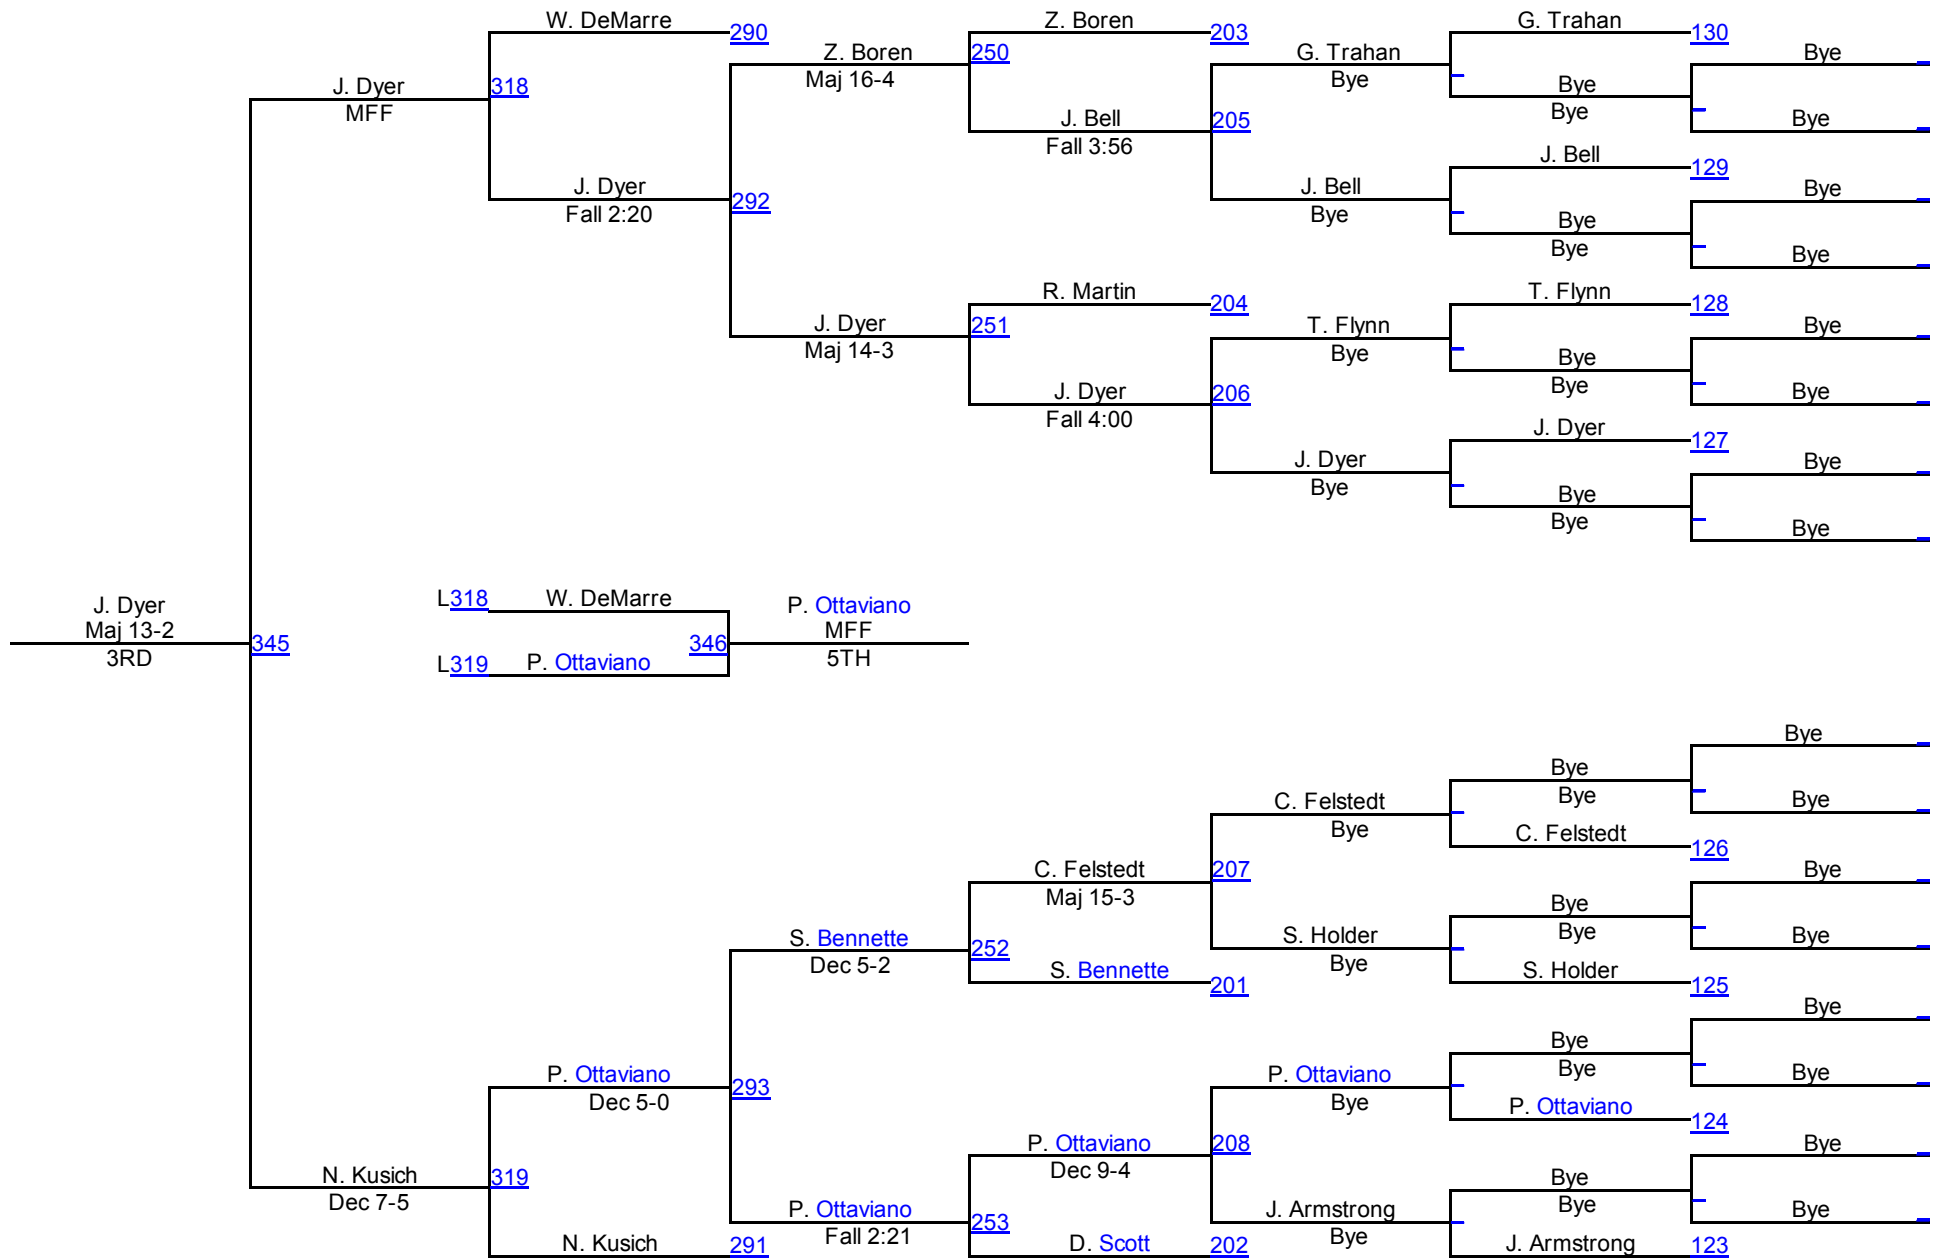 W. DeMarre
290
Z. Boren
203
G. Trahan
130
Bye
Z. Boren
Maj 16-4
250
G. Trahan
Bye
Bye
Bye
Bye
J. Dyer
MFF
318
J. Bell
Fall 3:56
205
J. Bell
129
Bye
J. Dyer
Fall 2:20
292
J. Bell
Bye
Bye
Bye
Bye
R. Martin
204
T. Flynn
128
Bye
J. Dyer
Maj 14-3
251
T. Flynn
Bye
Bye
Bye
Bye
J. Dyer
Fall 4:00
206
J. Dyer
127
Bye
J. Dyer
Bye
Bye
Bye
Bye
J. Dyer
Maj 13-2
3RD
345
L318
W. DeMarre
346
L319
P. Ottaviano
P. Ottaviano
MFF
5TH
Bye
Bye
Bye
Bye
C. Felstedt
Bye
C. Felstedt
126
C. Felstedt
Maj 15-3
207
Bye
Bye
Bye
Bye
S. Bennette
Dec 5-2
252
S. Holder
Bye
S. Bennette
201
S. Holder
125
Bye
Bye
Bye
Bye
P. Ottaviano
Dec 5-0
293
P. Ottaviano
Bye
P. Ottaviano
124
P. Ottaviano
Dec 9-4
208
Bye
N. Kusich
Dec 7-5
319
Bye
Bye
Bye
P. Ottaviano
Fall 2:21
253
J. Armstrong
Bye
N. Kusich
291
D. Scott
202
J. Armstrong
123